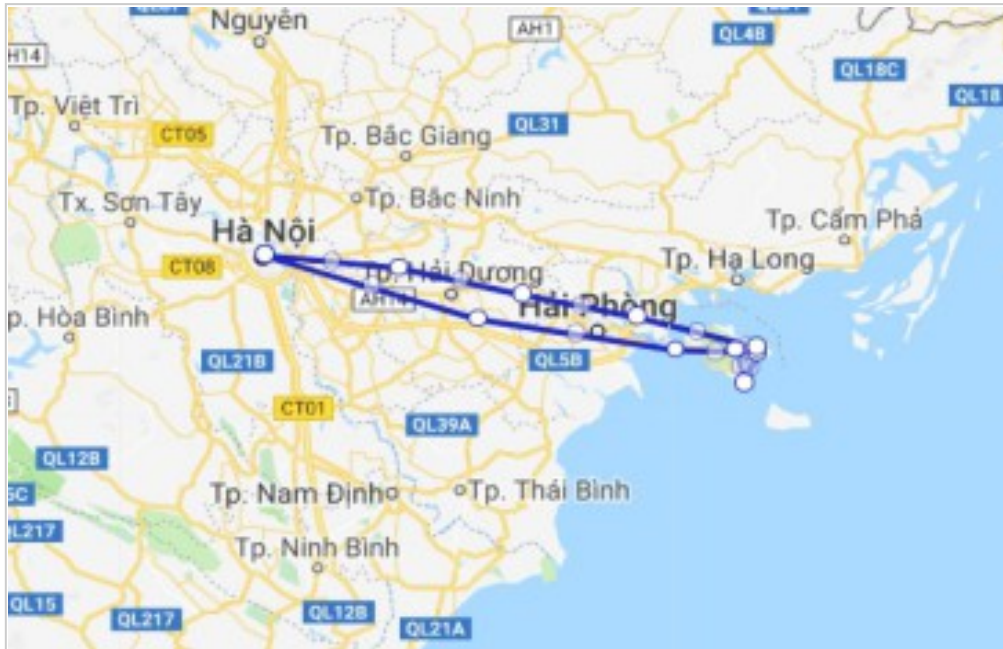 Nguyên
AH1
QL4B
H14
QL18C
QL18
Tp. Việt Trì
CT05
QL31
Tp. Bắc Giang
Tx. Sơn Tây
Tp. Bắc Ninh
Tp. Cẩm Phả
Hà Nội
CT08
Tp. Hải Dương
Tp. Hạ Long
AH14
Hải Phòng
p. Hòa Bình
QL21B
QL5B
CT01
QL39A
QL12B
5C
Tp. Nam Định
Tp. Thái Bình
QL217
Tp. Ninh Bình
QL15
QL217
QL12B
QL21A